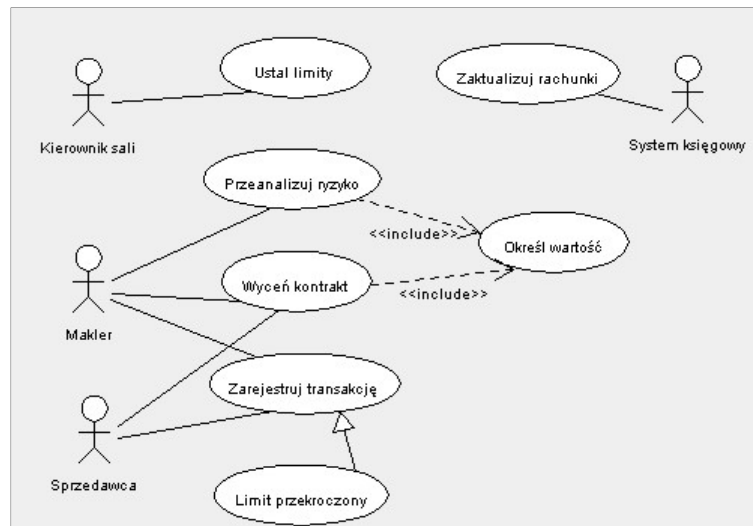 Ustal limity
Zaktualizuj rachunki
Kierownik sali
System księgowy
Przeanalizuj ryzyko
<<include>>
Określ wartość
Wyceń kontrakt
<<include>>
Makler
Zarejestruj transakcję
Sprzedawca
Limit przekroczony